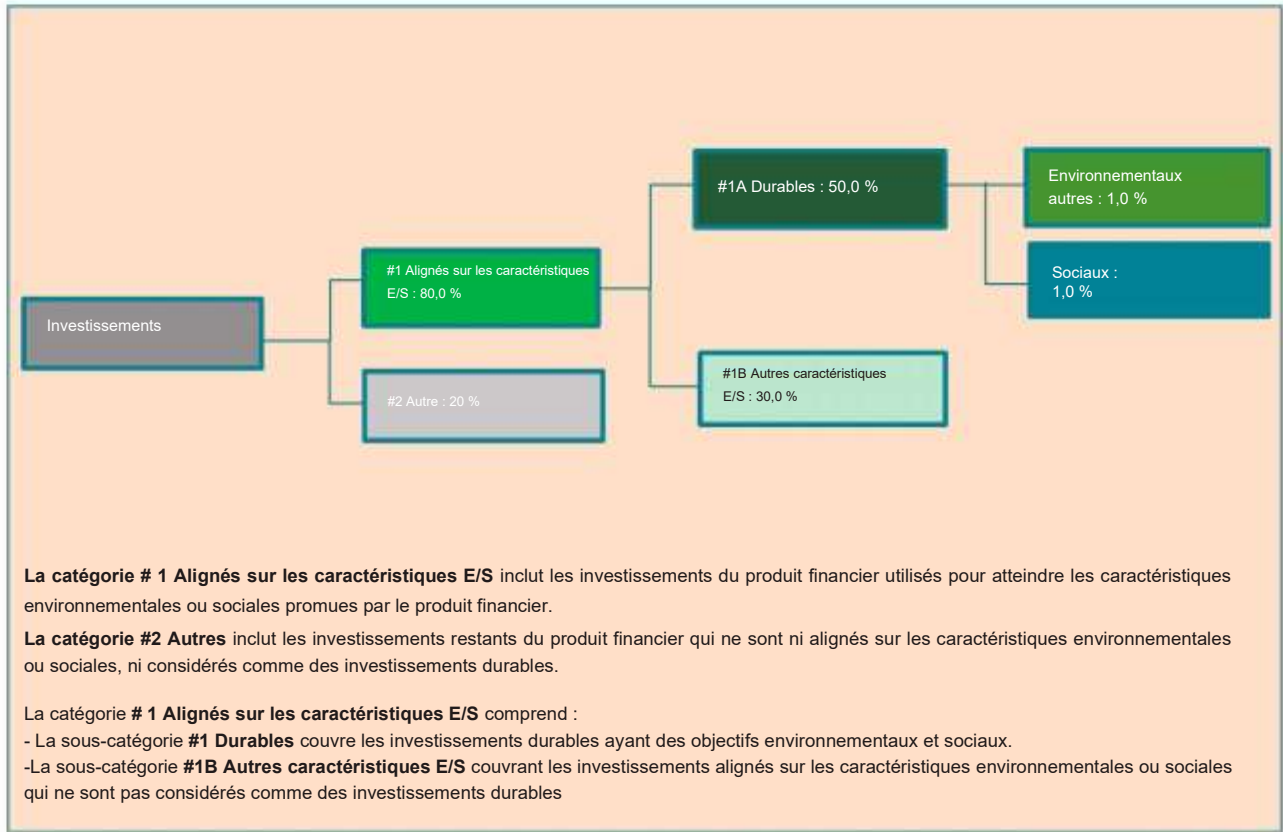 Investissements
#1 Alignés sur les caractéristiques
E/S : 80,0 %
#2 Autre : 20 %
#1A Durables : 50,0 %
#1B Autres caractéristiques
E/S : 30,0 %
Environnementaux
autres : 1,0 %
Sociaux :
1,0 %
La catégorie # 1 Alignés sur les caractéristiques E/S inclut les investissements du produit financier utilisés pour atteindre les caractéristiques
environnementales ou sociales promues par le produit financier.
La catégorie #2 Autres inclut les investissements restants du produit financier qui ne sont ni alignés sur les caractéristiques environnementales
ou sociales, ni considérés comme des investissements durables.
La catégorie # 1 Alignés sur les caractéristiques E/S comprend :
- La sous-catégorie #1 Durables couvre les investissements durables ayant des objectifs environnementaux et sociaux.
-La sous-catégorie #1B Autres caractéristiques E/S couvrant les investissements alignés sur les caractéristiques environnementales ou sociales
qui ne sont pas considérés comme des investissements durables